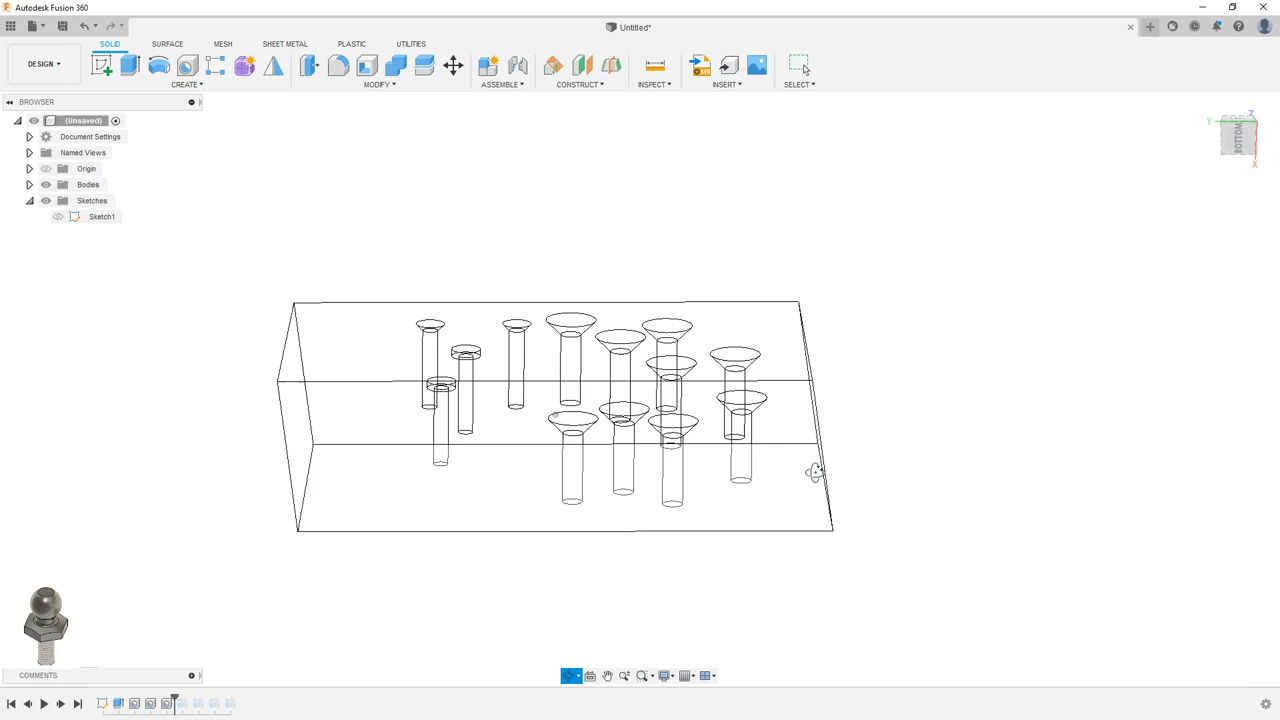 Autodesk Fusion 360
Untitled*
DESIGN
SOLID
SURFACE
MESH
SHEET METAL
PLASTIC
UTILITIES
CREATE
MODIFY
ASSEMBLE
CONSTRUCT
INSPECT
INSERT
SELECT
BROWSER
(Unsaved)
Document Settings
Named Views
Origin
Bodies
Sketches
Sketch1
Z
Y
BOTTOM
X
COMMENTS